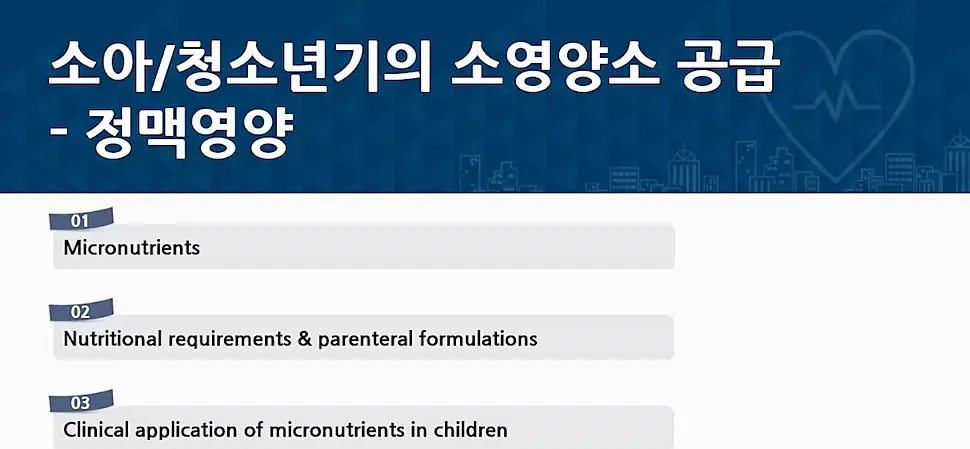 소아/청소년기의 소영양소 공급
- 정맥영양
01
Micronutrients
02
Nutritional requirements & parenteral formulations
03
Clinical application of micronutrients in children